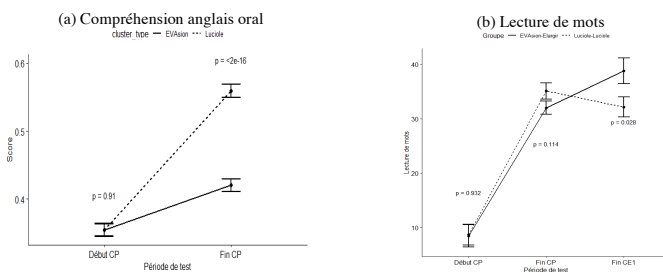 (a) Compréhension anglais oral
cluster_type EVAsion Luciole
p = <2e-16
0.6
0.5
0.4
Score
p = 0.91
Début CP Fin CP
Période de test
(b) Lecture de mots
Groupe EVAsion-Elargir Luciole-Luciole
40
30
20
10
Lecture de mots
p = 0.028
p = 0.114
p = 0.932
Début CP Fin CP Fin CE1
Période de test